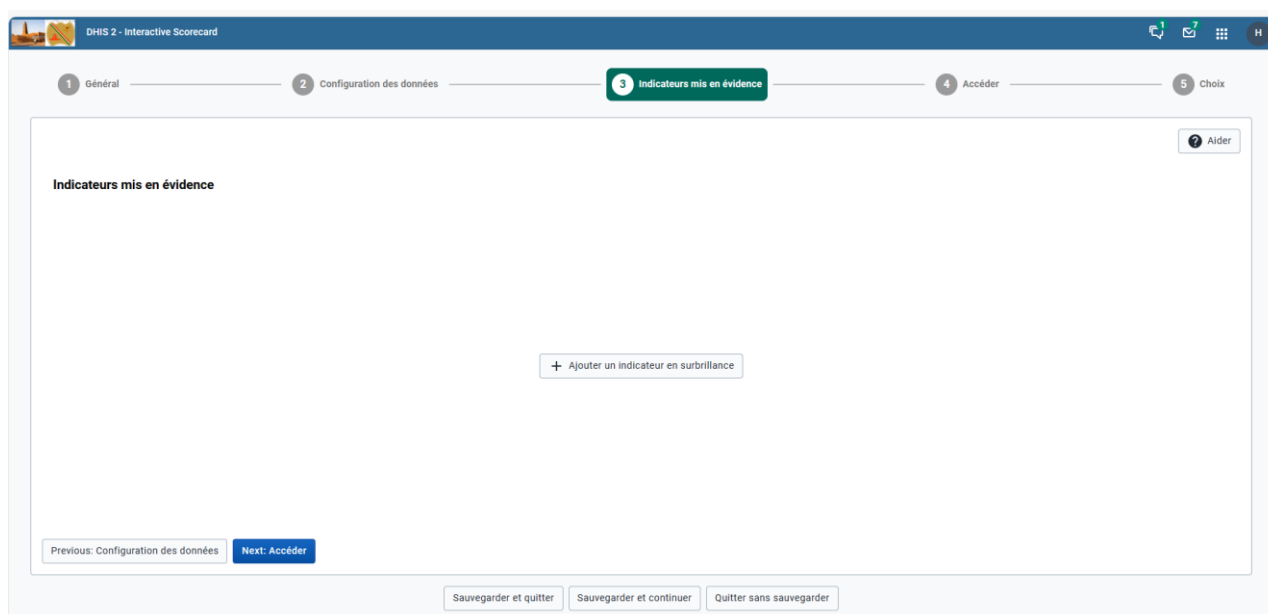 DHIS 2 - Interactive Scorecard
1
7
H
1 Général
2 Configuration des données
3 Indicateurs mis en évidence
4 Accéder
5 Choix
? Aider
Indicateurs mis en évidence
+ Ajouter un indicateur en surbrillance
Previous: Configuration des données
Next: Accéder
Sauvegarder et quitter
Sauvegarder et continuer
Quitter sans sauvegarder